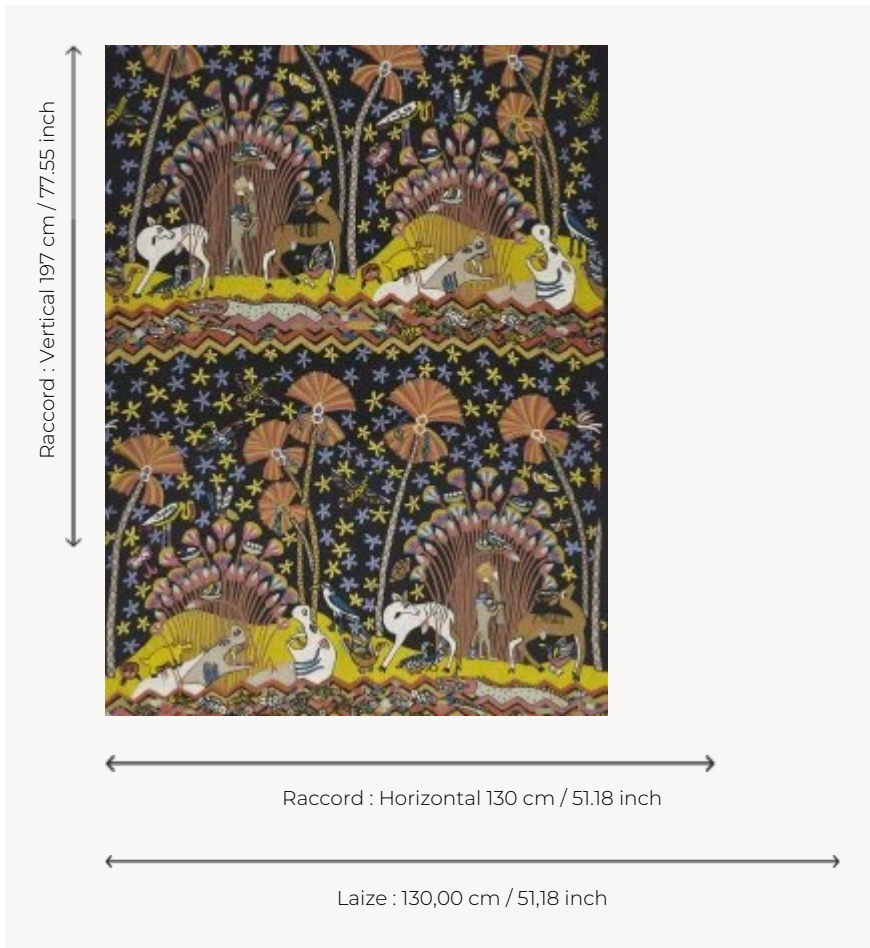 Raccord : Vertical 197 cm / 77.55 inch
Raccord : Horizontal 130 cm / 51.18 inch
Laize : 130,00 cm / 51,18 inch